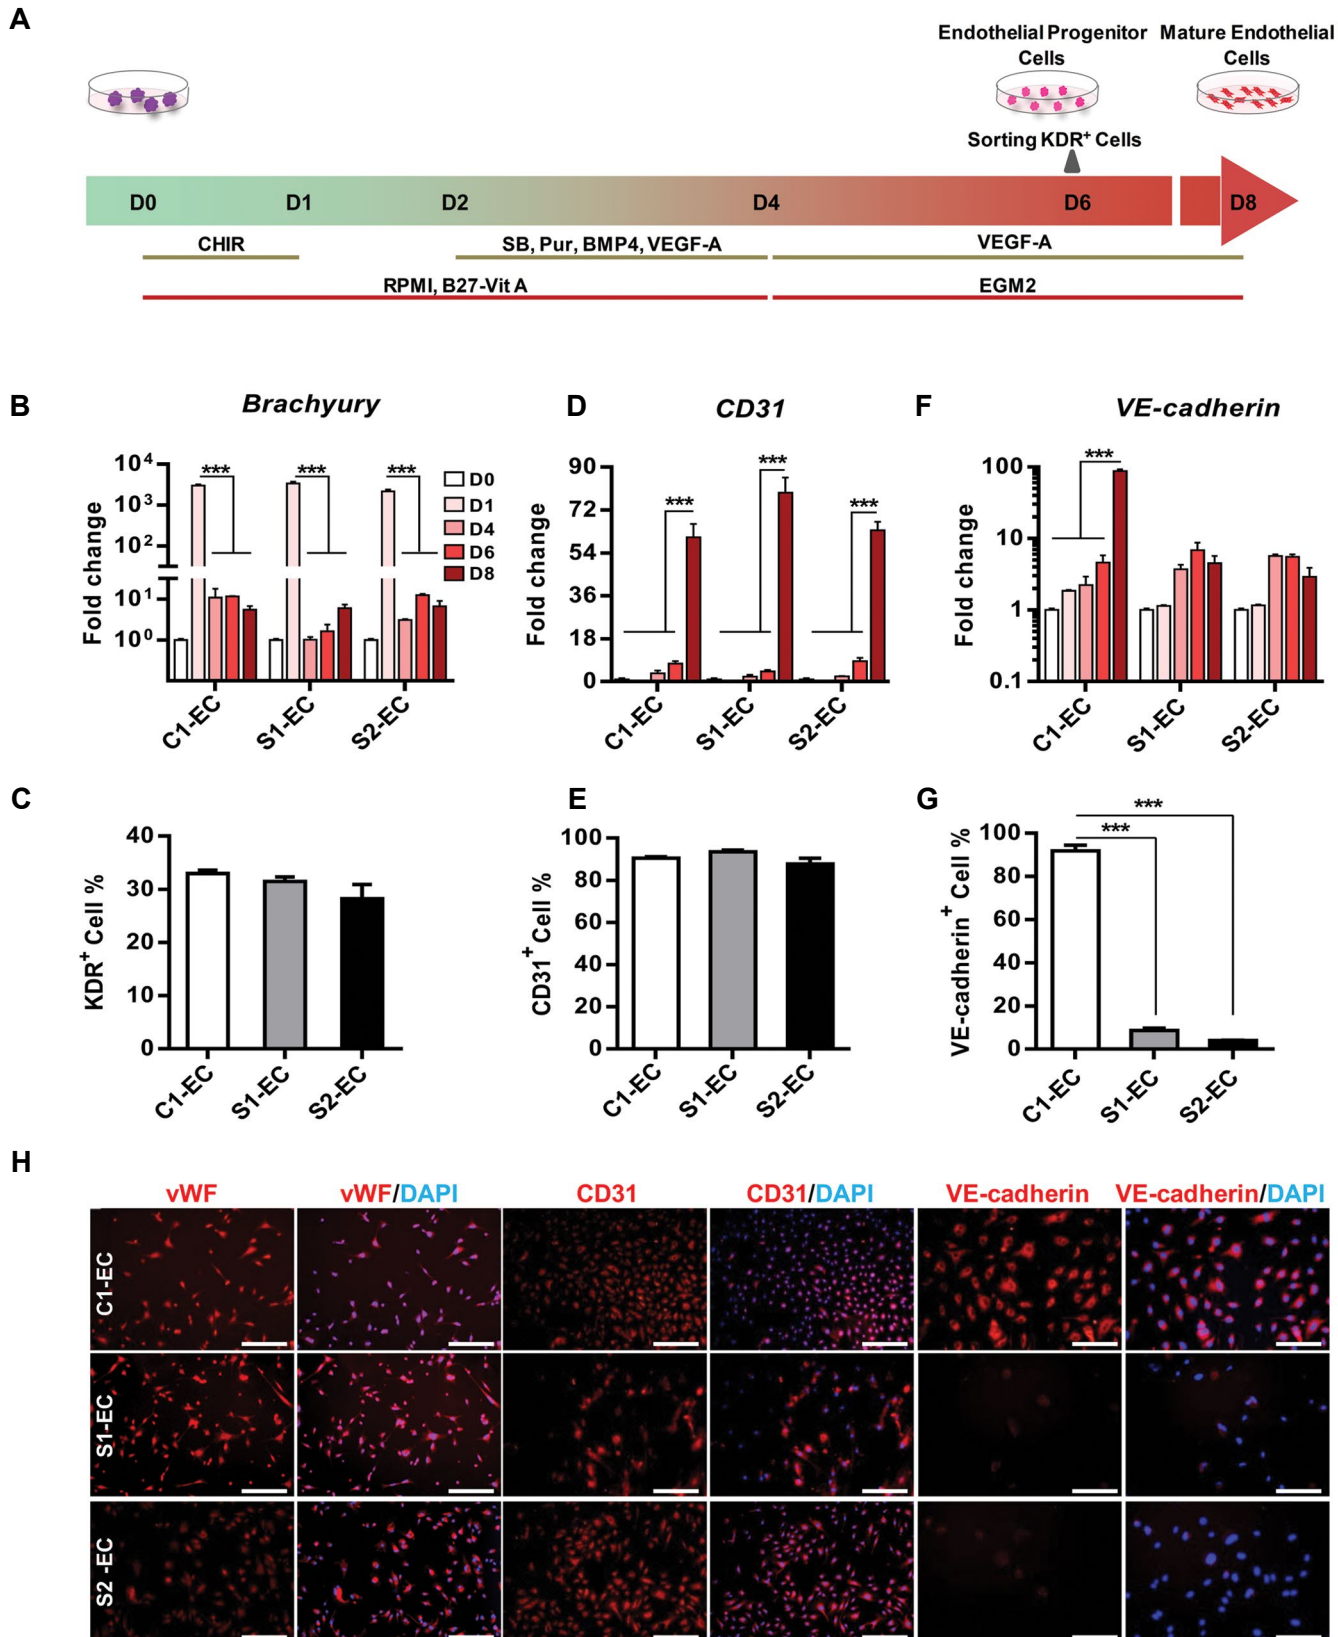 A
Endothelial Progenitor Cells
Mature Endothelial Cells
Sorting KDR+ Cells
D0 D1 D2 D4 D6 D8
CHIR SB, Pur, BMP4, VEGF-A VEGF-A
RPMI, B27-Vit A EGM2
B
Brachyury
Fold change
10^4
10^3
10^2
10^1
10^0
C1-EC S1-EC S2-EC
*** *** ***
D0
D1
D4
D6
D8
D
CD31
Fold change
90
72
54
36
18
0
C1-EC S1-EC S2-EC
*** *** ***
F
VE-cadherin
Fold change
100
10
1
0.1
C1-EC S1-EC S2-EC
***
C
KDR+ Cell %
40
30
20
10
0
C1-EC S1-EC S2-EC
E
CD31+ Cell %
100
80
60
40
20
0
C1-EC S1-EC S2-EC
G
VE-cadherin+ Cell %
100
80
60
40
20
0
C1-EC S1-EC S2-EC
***
***
H
vWF vWF/DAPI CD31 CD31/DAPI VE-cadherin VE-cadherin/DAPI
C1-EC
S1-EC
S2 -EC